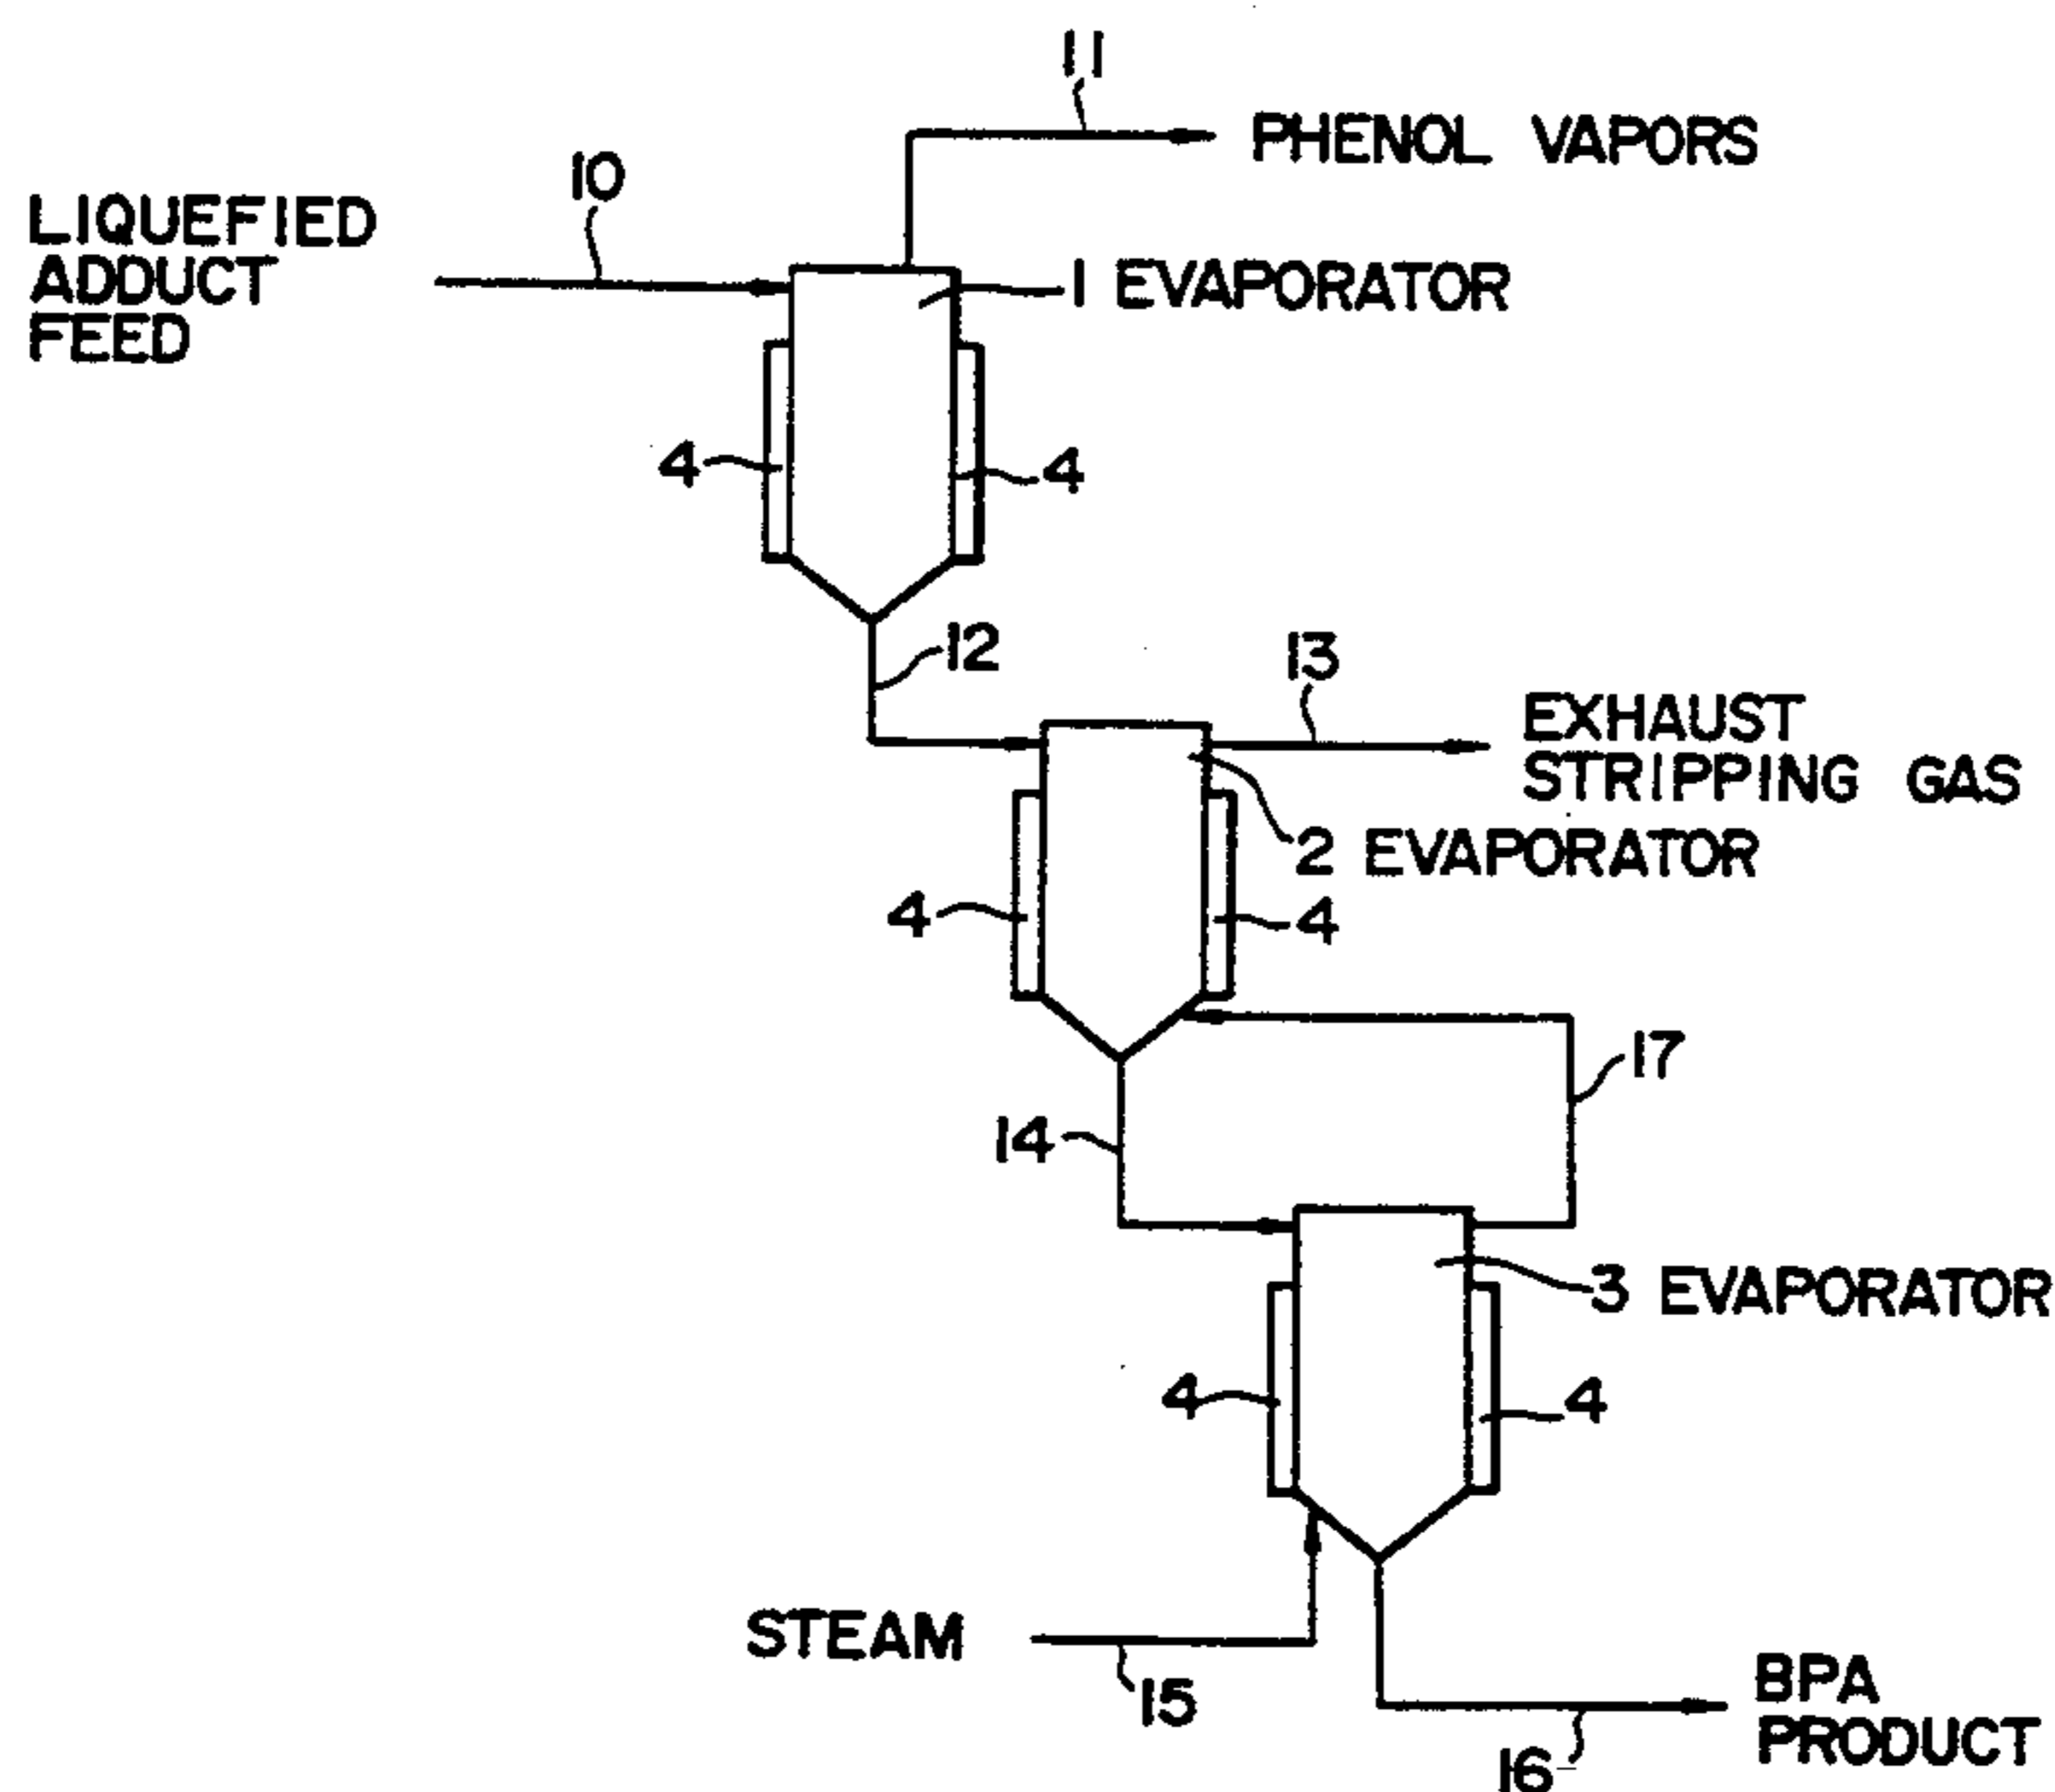 11
PHENOL VAPORS
10
LIQUEFIED
ADDUCT
FEED
1 EVAPORATOR
4
4
12
13
EXHAUST
STRIPPING GAS
2 EVAPORATOR
4
4
17
14
3 EVAPORATOR
4
4
STEAM
15
BPA
PRODUCT
16